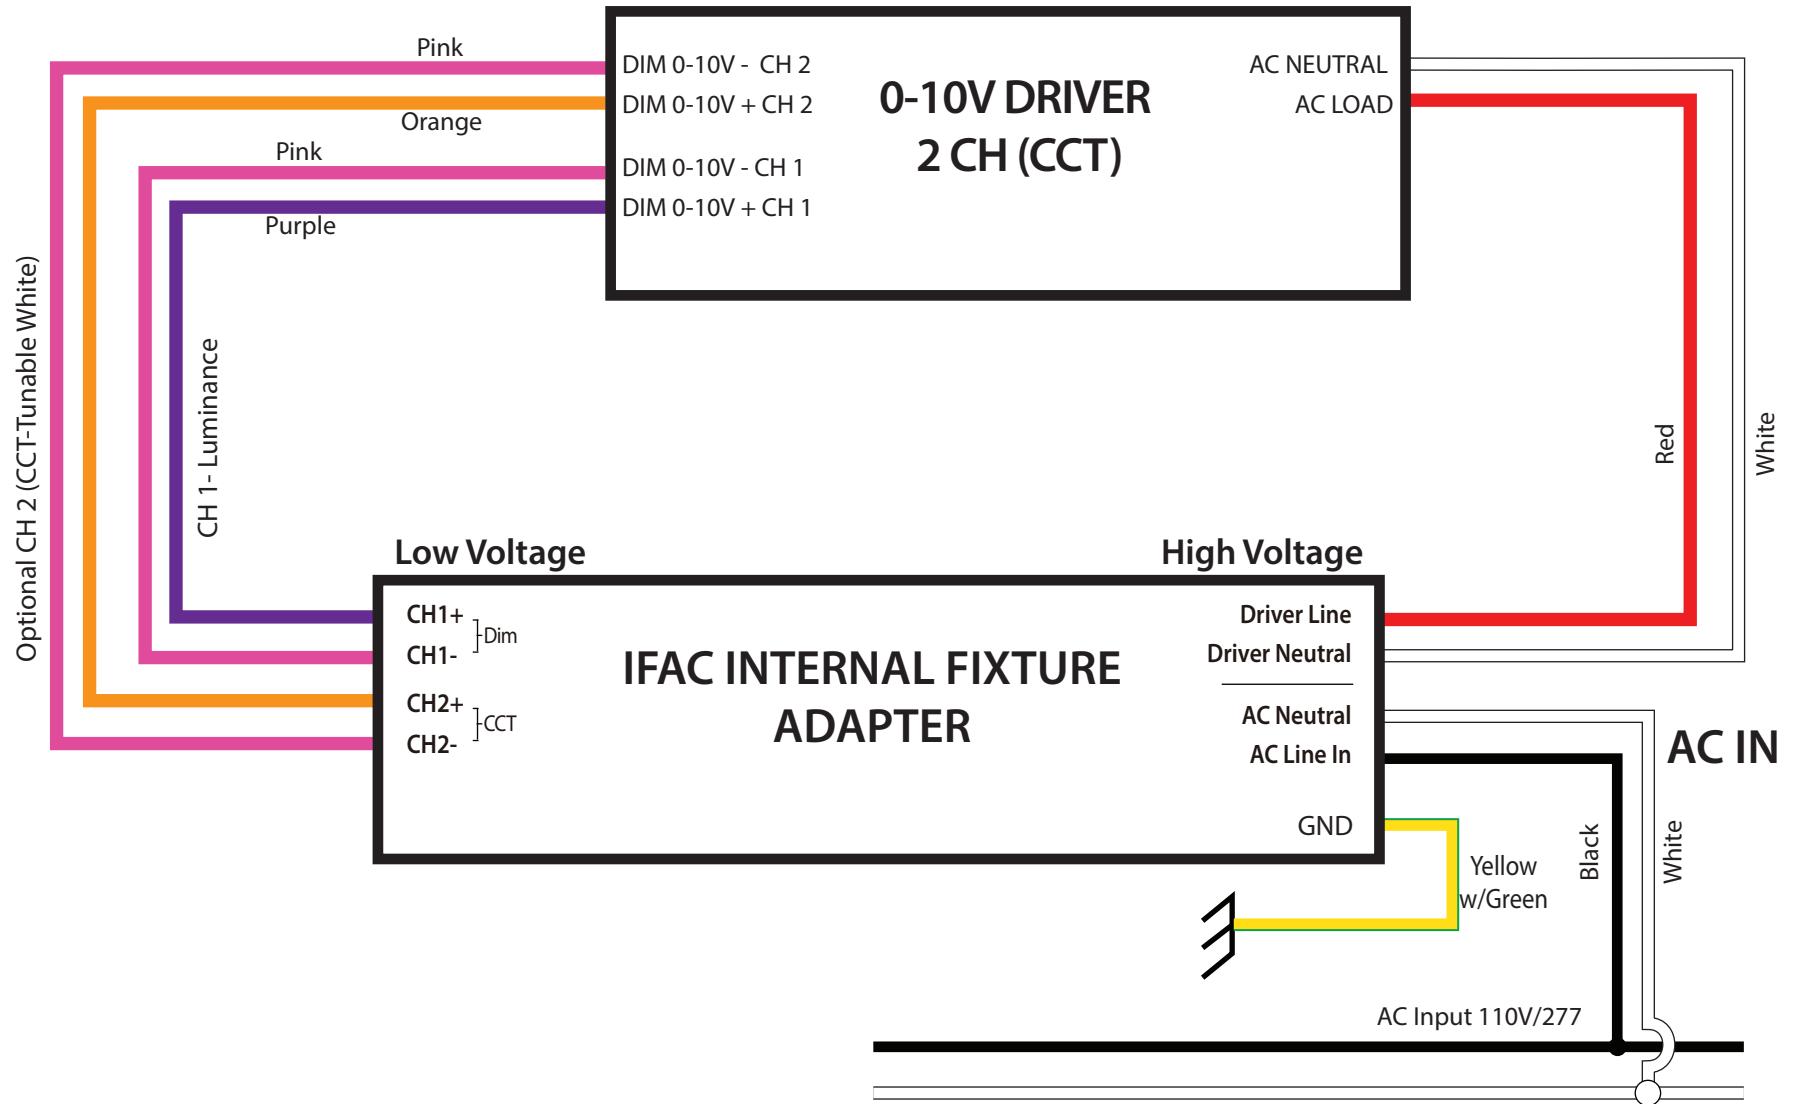 Pink
DIM 0-10V - CH 2
DIM 0-10V + CH 2
Orange
Pink
DIM 0-10V - CH 1
DIM 0-10V + CH 1
Purple
0-10V DRIVER
2 CH (CCT)
AC NEUTRAL
AC LOAD
Optional CH 2 (CCT-Tunable White)
CH 1- Luminance
Red
White
Low Voltage
High Voltage
CH1+
CH1-
Dim
CH2+
CH2-
CCT
IFAC INTERNAL FIXTURE
ADAPTER
Driver Line
Driver Neutral
AC Neutral
AC Line In
GND
AC IN
Black
White
Yellow
w/Green
AC Input 110V/277